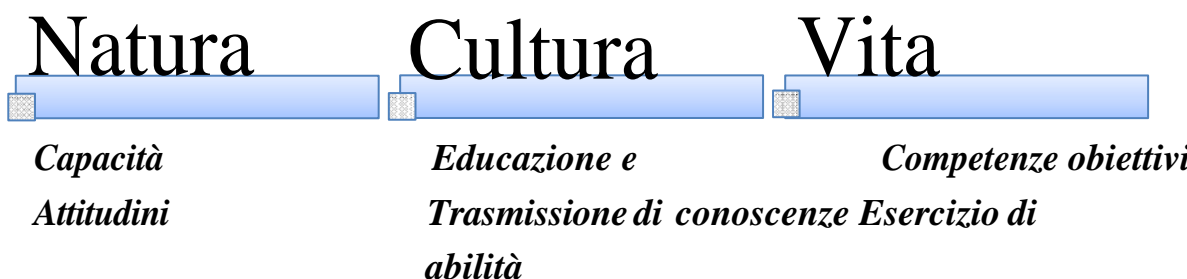 Natura Cultura Vita
Capacità Educazione e Competenze obiettivi
Attitudini Trasmissione di conoscenze Esercizio di
abilità